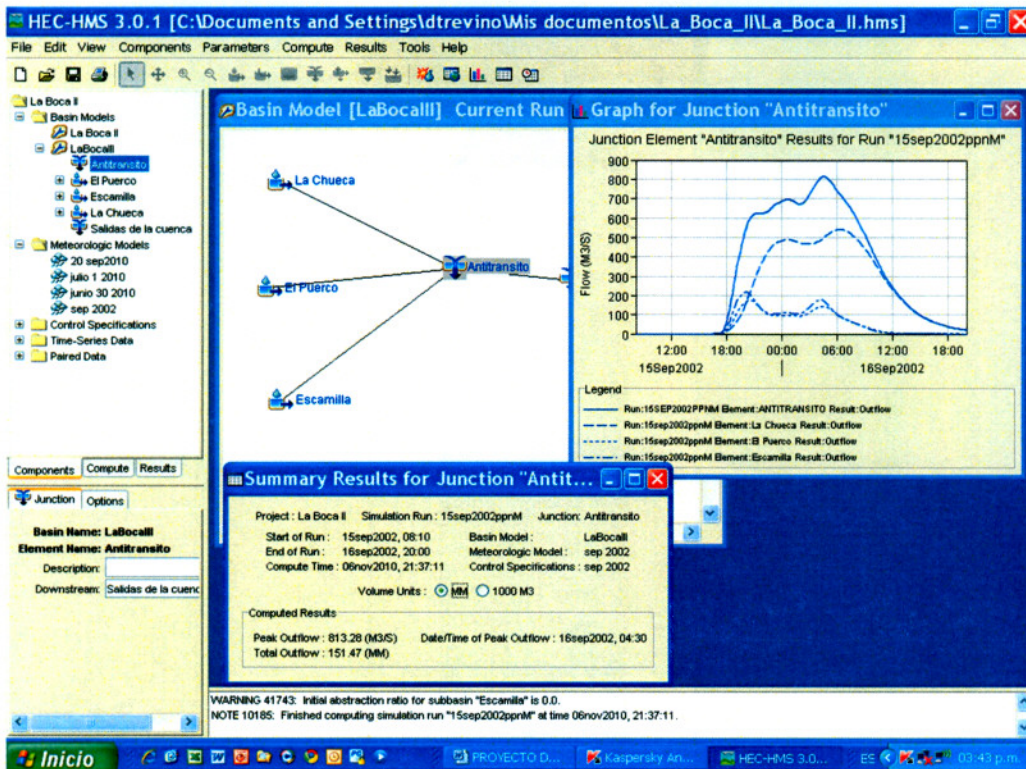 HEC-HMS 3.0.1 [C:\Documents and Settings\dtrevino\Mis documentos\La_Boca_II\La_Boca_II.hms]
File Edit View Components Parameters Compute Results Tools Help
La Boca II
Basin Models
La Boca II
LaBocaIII
Antitransito
El Puerco
Escamilla
La Chueca
Salidas de la cuenca
Meteorologic Models
20 sep2010
julio 1 2010
junio 30 2010
sep 2002
Control Specifications
Time-Series Data
Paired Data
Components Compute Results
Junction Options
Basin Name: LaBocaIII
Element Name: Antitransito
Description:
Downstream: Salidas de la cuenc
Basin Model [LaBocaIII] Current Run
La Chueca
El Puerco
Antitransito
Escamilla
Graph for Junction "Antitransito"
Junction Element "Antitransito" Results for Run "15sep2002ppnM"
Flow (M3/S)
900
800
700
600
500
400
300
200
100
0
12:00 18:00 00:00 06:00 12:00 18:00
15Sep2002 16Sep2002
Legend
Run:15SEP2002PPNM Element:ANTITRANSITO Result:Outflow
Run:15sep2002ppnM Element:La Chueca Result:Outflow
Run:15sep2002ppnM Element:El Puerco Result:Outflow
Run:15sep2002ppnM Element:Escamilla Result:Outflow
Summary Results for Junction "Antit...
Project : La Boca II Simulation Run : 15sep2002ppnM Junction: Antitransito
Start of Run : 15sep2002, 08:10 Basin Model : LaBocaIII
End of Run : 16sep2002, 20:00 Meteorologic Model : sep 2002
Compute Time : 06nov2010, 21:37:11 Control Specifications : sep 2002
Volume Units : MM 1000 M3
Computed Results
Peak Outflow : 813.28 (M3/S) Date/Time of Peak Outflow : 16sep2002, 04:30
Total Outflow : 151.47 (MM)
WARNING 41743: Initial abstraction ratio for subbasin "Escamilla" is 0.0.
NOTE 10185: Finished computing simulation run "15sep2002ppnM" at time 06nov2010, 21:37:11.
Inicio PROYECTO D... Kaspersky An... HEC-HMS 3.0... ES 03:43 p.m.